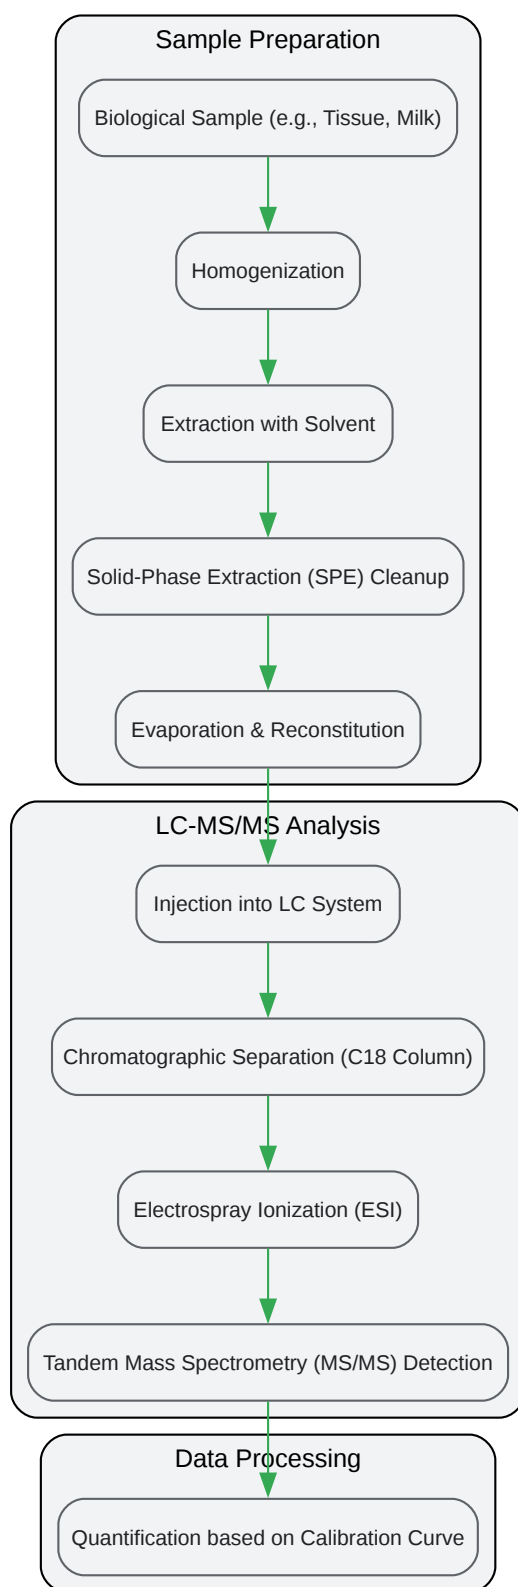 Sample Preparation
Biological Sample (e.g., Tissue, Milk)
Homogenization
Extraction with Solvent
Solid-Phase Extraction (SPE) Cleanup
Evaporation & Reconstitution
LC-MS/MS Analysis
Injection into LC System
Chromatographic Separation (C18 Column)
Electrospray Ionization (ESI)
Tandem Mass Spectrometry (MS/MS) Detection
Data Processing
Quantification based on Calibration Curve